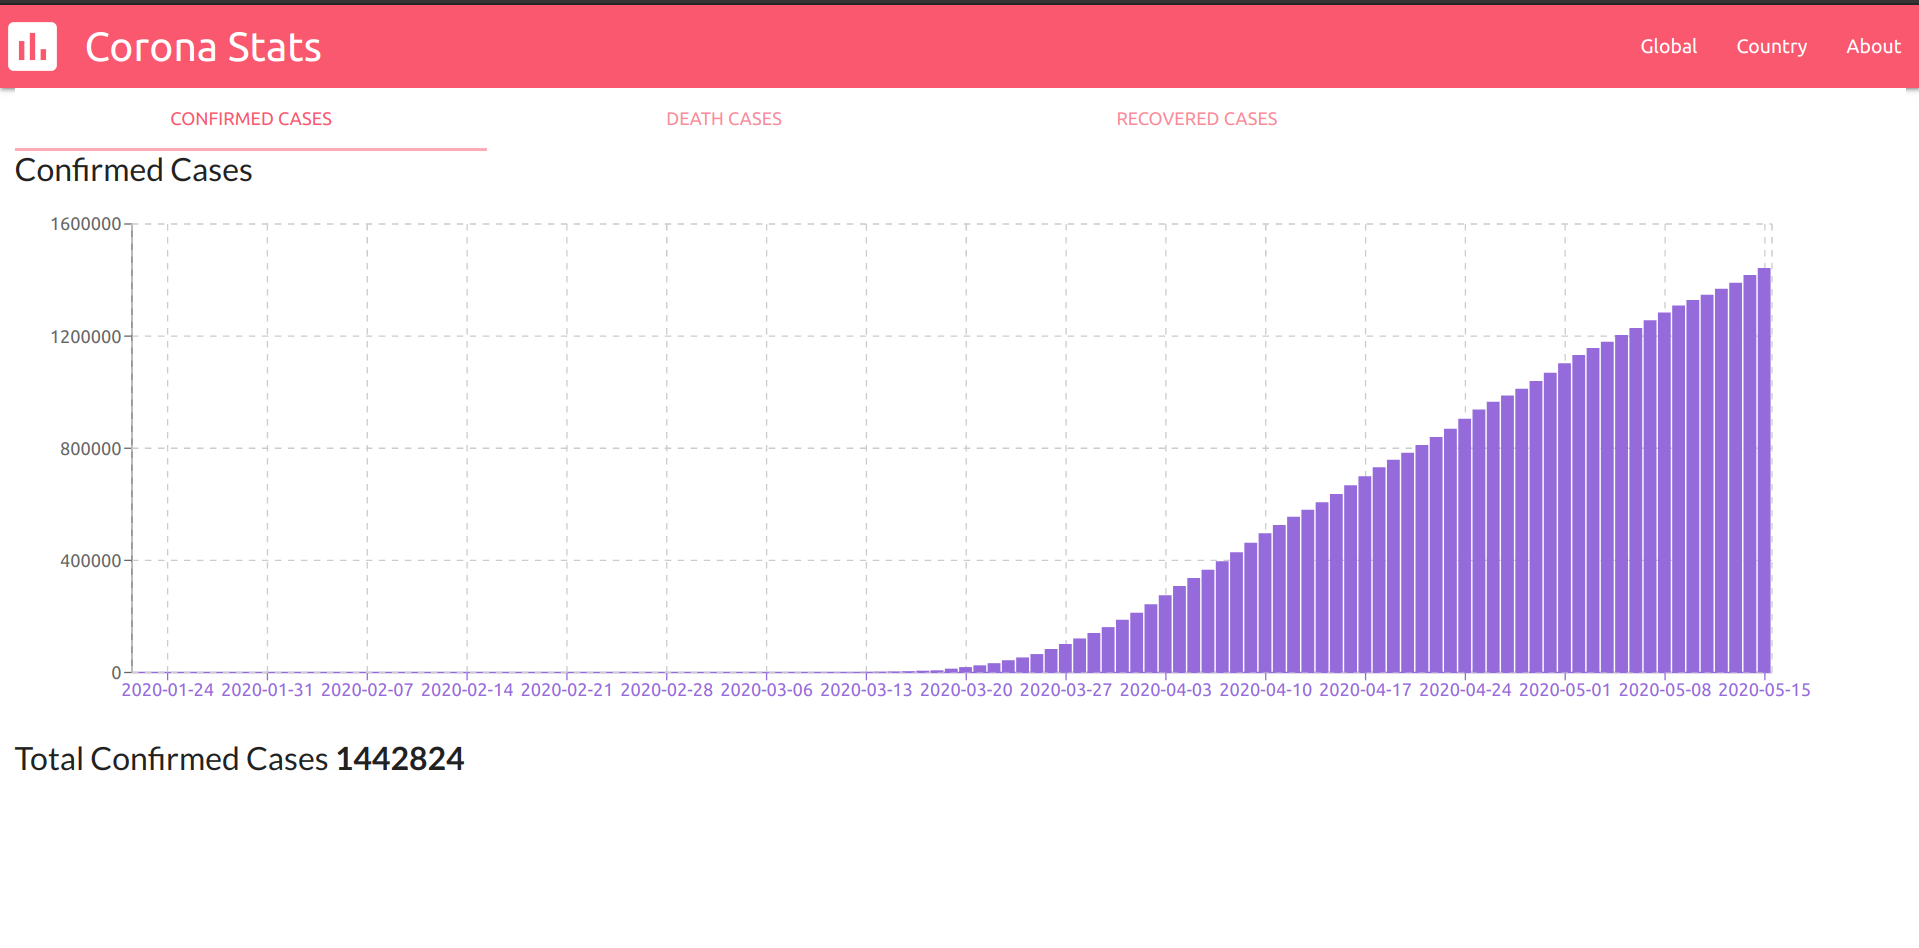 Corona Stats
Global Country About
CONFIRMED CASES DEATH CASES RECOVERED CASES
Confirmed Cases
1600000
1200000
800000
400000
0
2020-01-24 2020-01-31 2020-02-07 2020-02-14 2020-02-21 2020-02-28 2020-03-06 2020-03-13 2020-03-20 2020-03-27 2020-04-03 2020-04-10 2020-04-17 2020-04-24 2020-05-01 2020-05-08 2020-05-15
Total Confirmed Cases 1442824